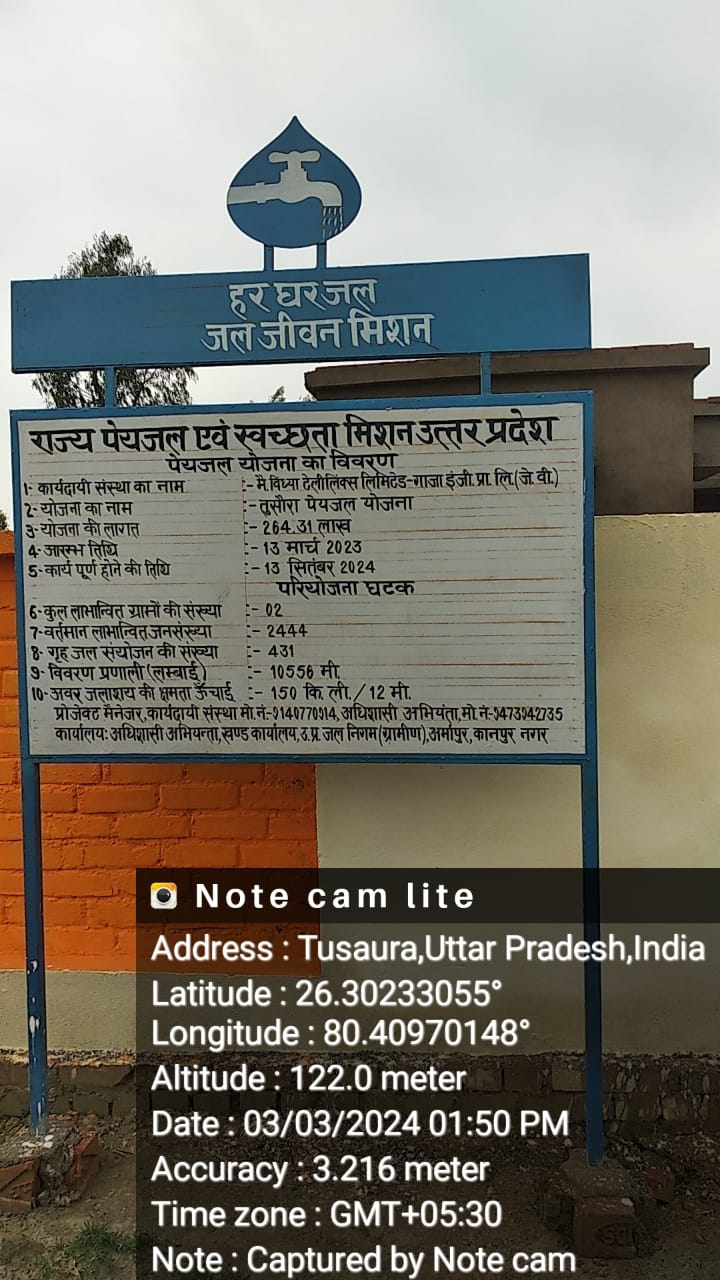 हर घर जल
जल जीवन मिशन
राज्य पेयजल एवं स्वच्छता मिशन उत्तर प्रदेश
पेयजल योजना का विवरण
1- कार्यदायी संस्था का नाम :- मे. विध्या टेलीलिंक्स लिमिटेड-गाजा इंजी. प्रा. लि. (जे. वी.)
2- योजना का नाम :- तुसौरा पेयजल योजना
3- योजना की लागत :- 264.31 लाख
4- आरम्भ तिथि :- 13 मार्च 2023
5- कार्य पूर्ण होने की तिथि :- 13 सितंबर 2024
परियोजना घटक
6- कुल लाभान्वित ग्रामों की संख्या :- 02
7- वर्तमान लाभान्वित जनसंख्या :- 2444
8- गृह जल संयोजन की संख्या :- 431
9- विवरण प्रणाली (लम्बाई) :- 10556 मी.
10- अवर जलाशय की क्षमता ऊँचाई :- 150 कि. ली. / 12 मी.
प्रोजेक्ट मैनेजर, कार्यदायी संस्था मो. नं.-9140770914, अधिशासी अभियंता, मो. नं-9473942735
कार्यालय: अधिशासी अभियन्ता, खण्ड कार्यालय, उ. प्र. जल निगम (ग्रामीण), अर्मापुर, कानपुर नगर
Note cam lite
Address : Tusaura,Uttar Pradesh,India
Latitude : 26.30233055°
Longitude : 80.40970148°
Altitude : 122.0 meter
Date : 03/03/2024 01:50 PM
Accuracy : 3.216 meter
Time zone : GMT+05:30
Note : Captured by Note cam